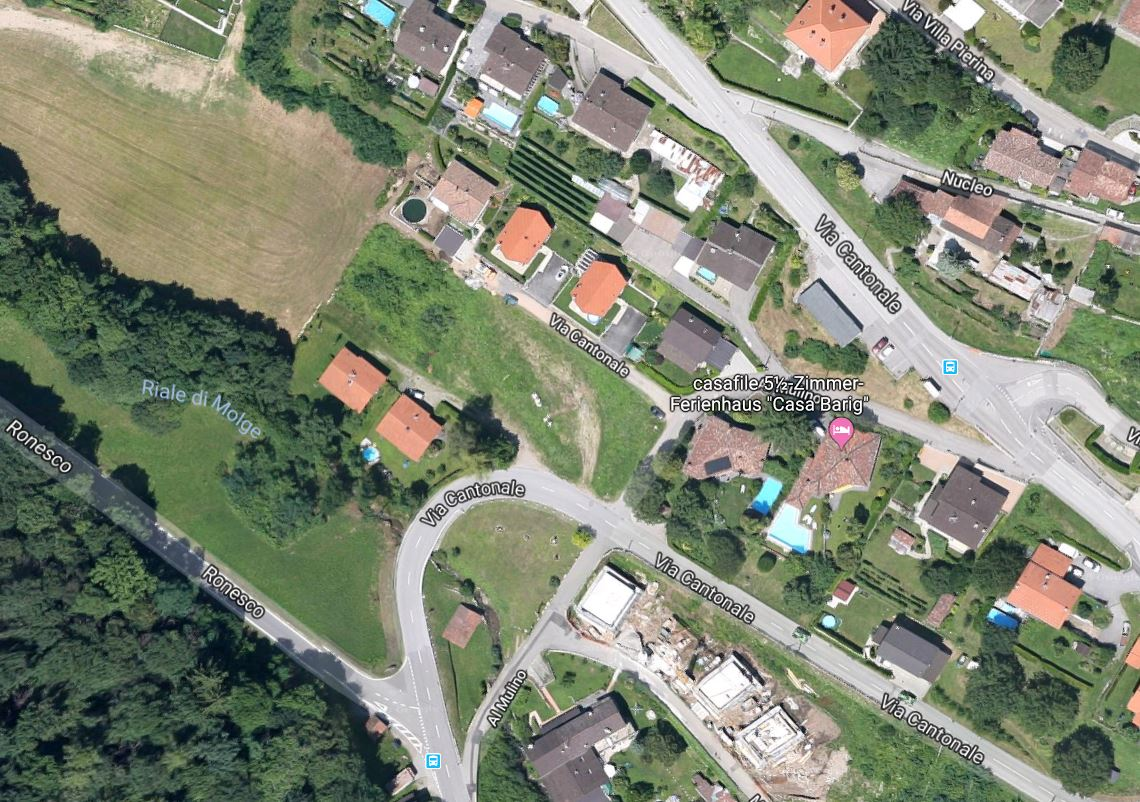 Via Villa Pierina
Nucleo
Via Cantonale
Via Cantonale
casafile 5½-Zimmer-
Ferienhaus "Casa Barig"
Riale di Molge
Ronesco
Via Cantonale
Ronesco
Via Cantonale
Al Mulino
Via Cantonale